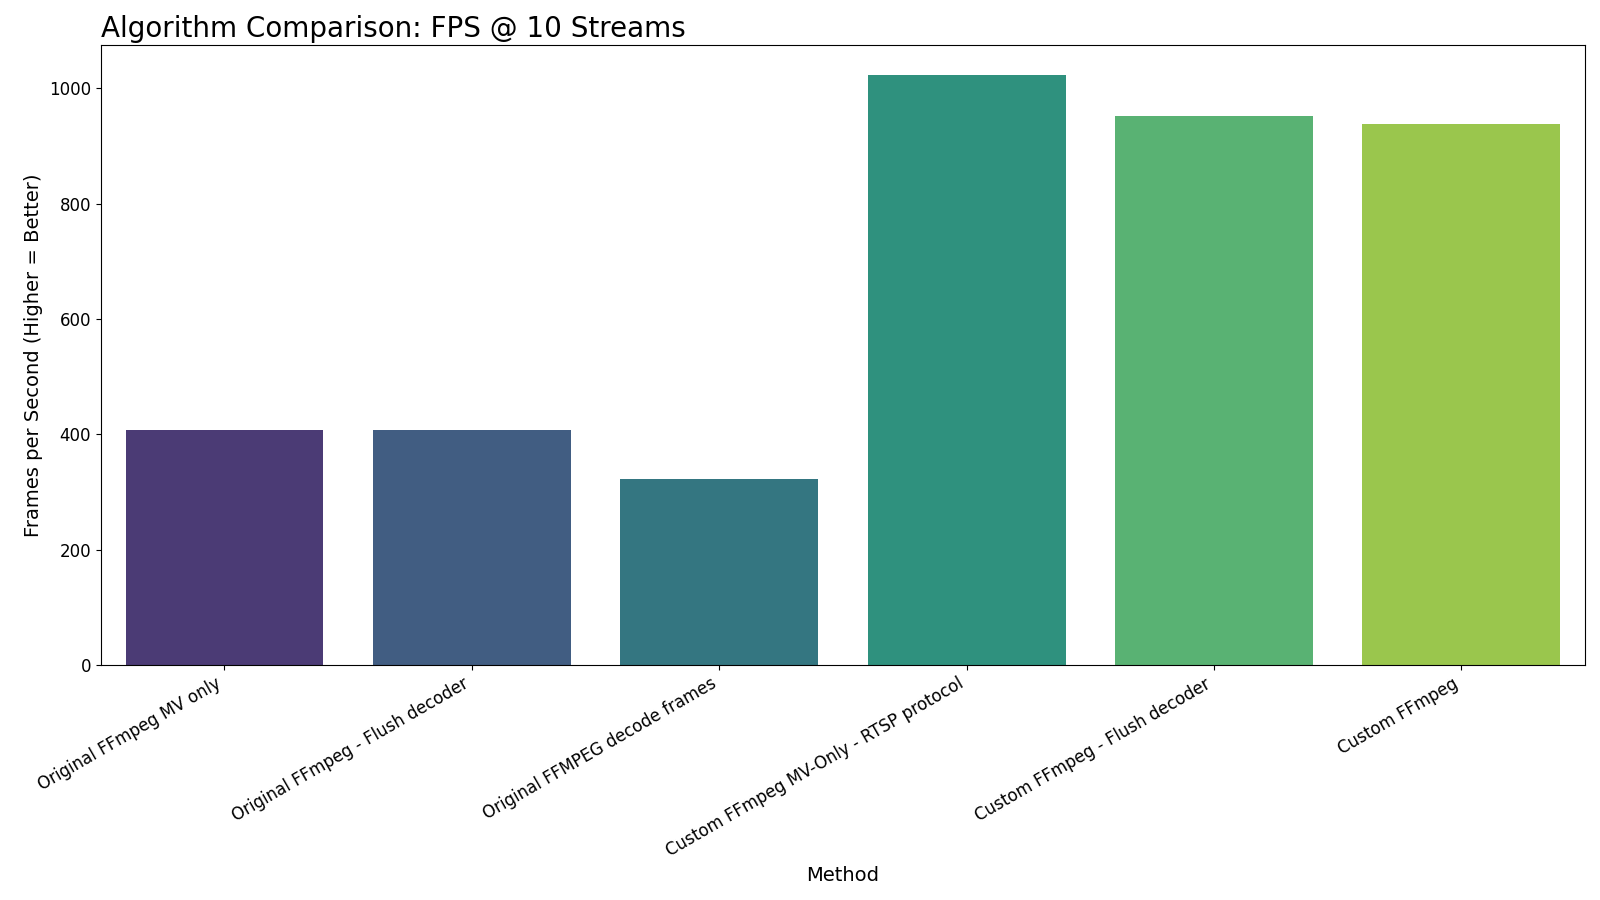 Algorithm Comparison: FPS @ 10 Streams
Frames per Second (Higher = Better)
1000
800
600
400
200
0
Original FFmpeg MV only
Original FFmpeg - Flush decoder
Original FFMPEG decode frames
Custom FFmpeg MV-Only - RTSP protocol
Custom FFmpeg - Flush decoder
Custom FFmpeg
Method